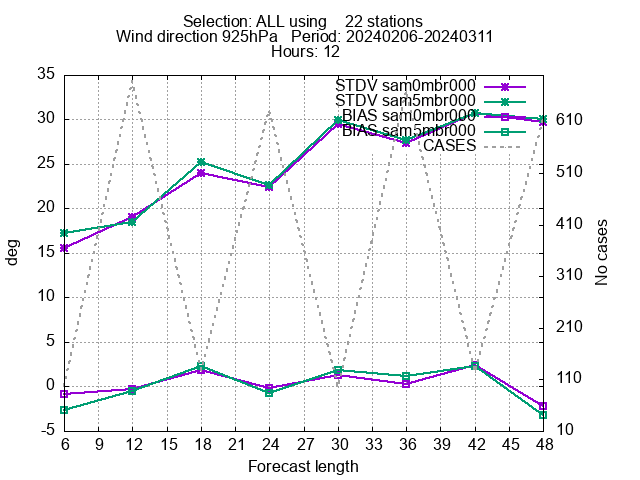 Selection: ALL using    22 stations
Wind direction 925hPa   Period: 20240206-20240311
Hours: 12
35
30
25
20
15
10
5
0
-5
deg
STDV sam0mbr000
STDV sam5mbr000
BIAS sam0mbr000
BIAS sam5mbr000
CASES
610
510
410
310
210
110
10
No cases
6 9 12 15 18 21 24 27 30 33 36 39 42 45 48
Forecast length